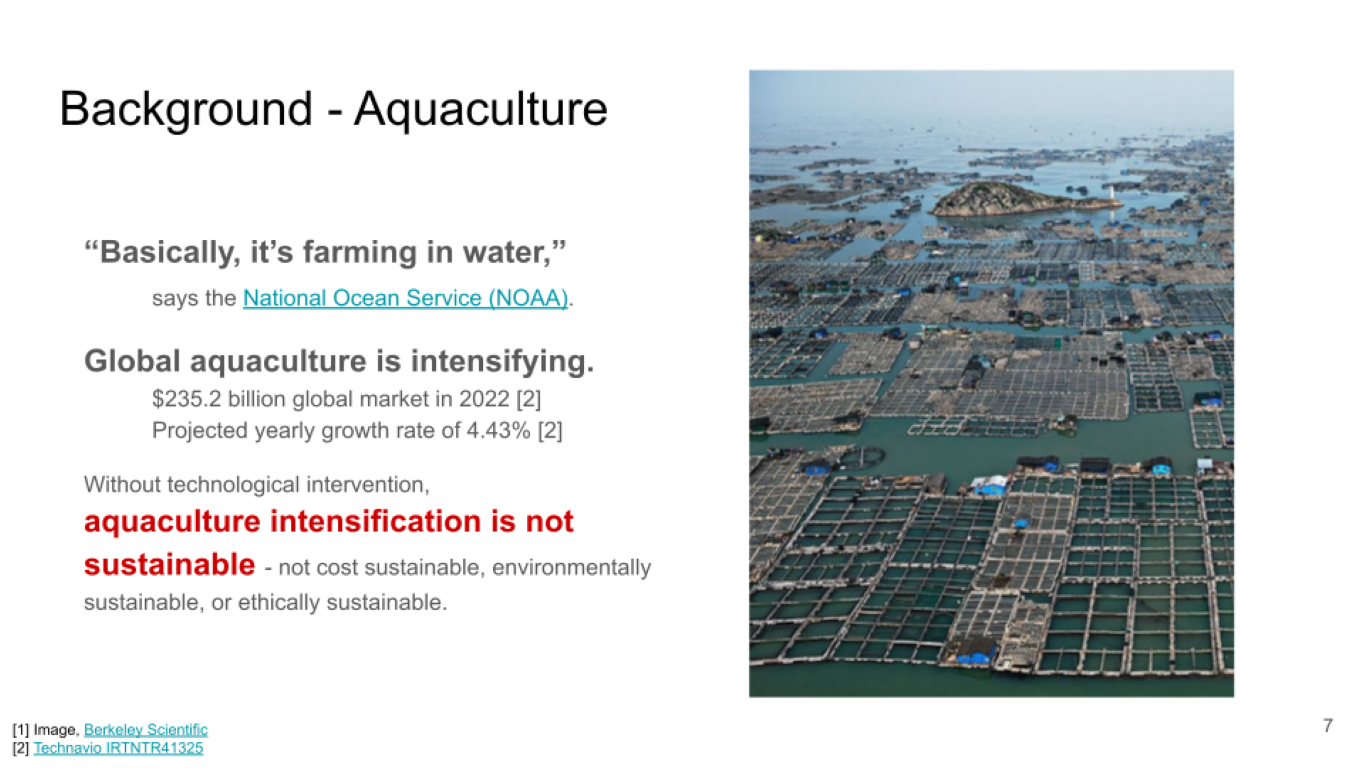 Background - Aquaculture
“Basically, it’s farming in water,”
says the National Ocean Service (NOAA).
Global aquaculture is intensifying.
$235.2 billion global market in 2022 [2]
Projected yearly growth rate of 4.43% [2]
Without technological intervention,
aquaculture intensification is not
sustainable - not cost sustainable, environmentally
sustainable, or ethically sustainable.
[1] Image, Berkeley Scientific
[2] Technavio IRTNTR41325
7